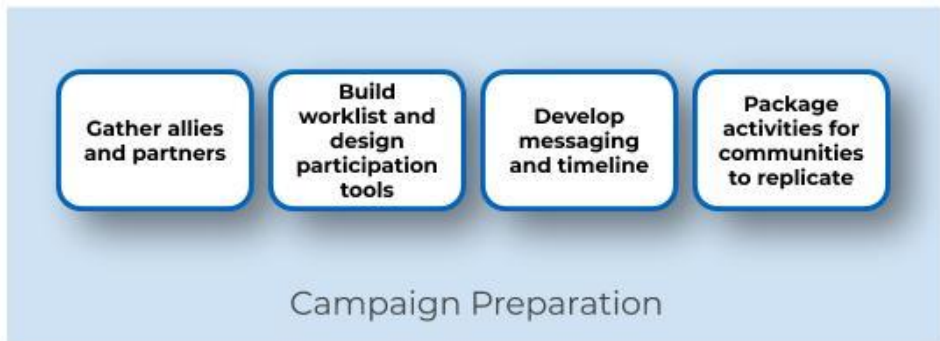 Gather allies
and partners
Build
worklist and
design
participation
tools
Develop
messaging
and timeline
Package
activities for
communities
to replicate
Campaign Preparation